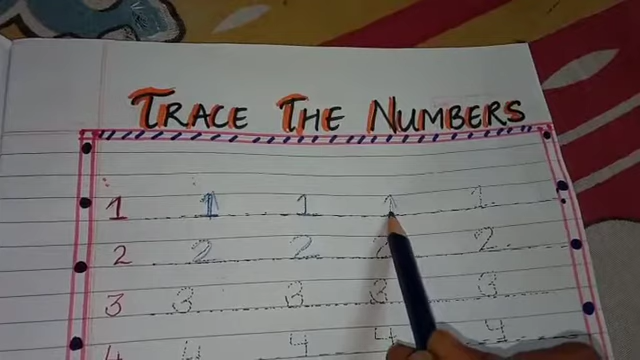 TRACE THE NUMBERS
1 1 1 1 1
2 2 2 2 2
3 3 3 3 3
4 4 4 4 4